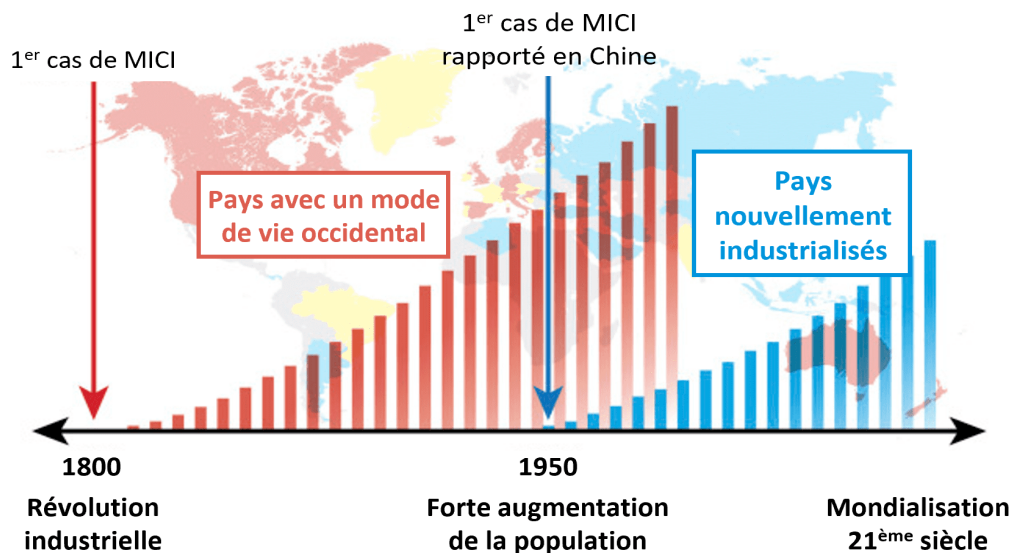 1er cas de MICI
1er cas de MICI
rapporté en Chine
Pays avec un mode
de vie occidental
Pays
nouvellement
industrialisés
1800
Révolution
industrielle
1950
Forte augmentation
de la population
Mondialisation
21ème siècle